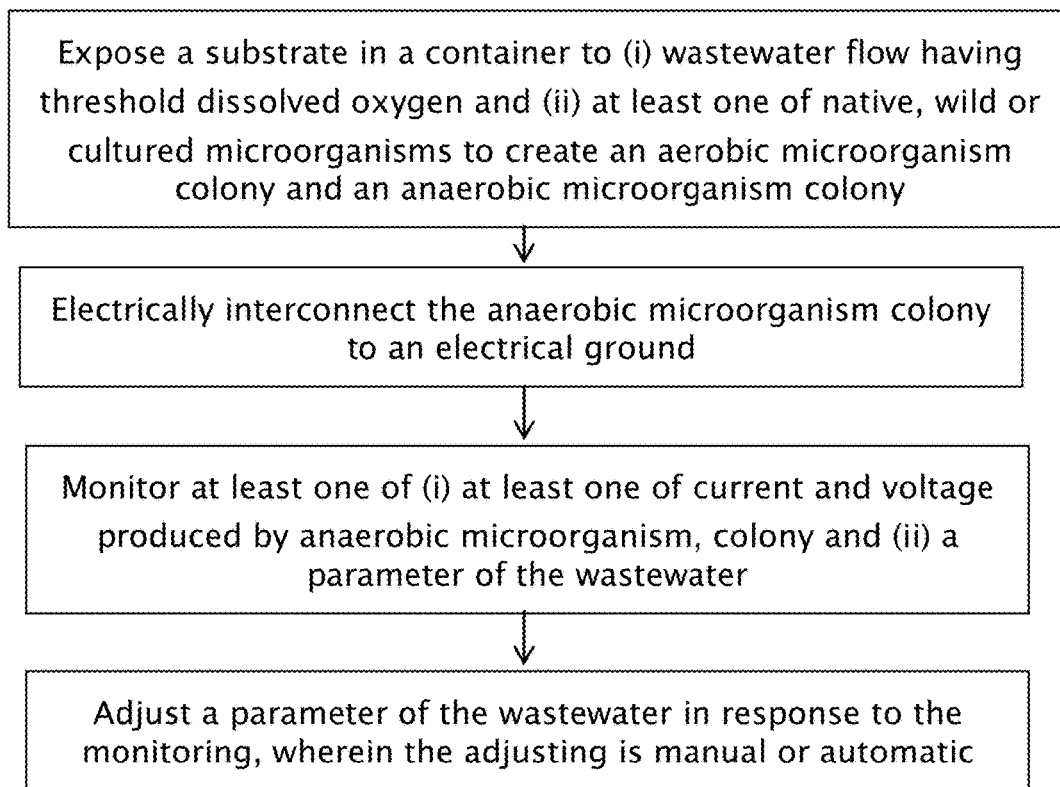 Expose a substrate in a container to (i) wastewater flow having
threshold dissolved oxygen and (ii) at least one of native, wild or
cultured microorganisms to create an aerobic microorganism
colony and an anaerobic microorganism colony
Electrically interconnect the anaerobic microorganism colony
to an electrical ground
Monitor at least one of (i) at least one of current and voltage
produced by anaerobic microorganism, colony and (ii) a
parameter of the wastewater
Adjust a parameter of the wastewater in response to the
monitoring, wherein the adjusting is manual or automatic